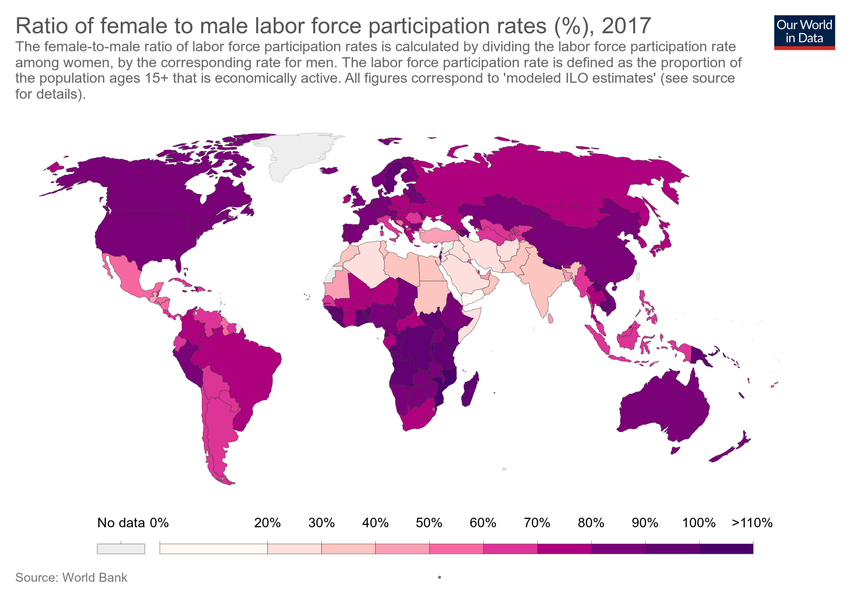 Ratio of female to male labor force participation rates (%), 2017
Our World
in Data
The female-to-male ratio of labor force participation rates is calculated by dividing the labor force participation rate
among women, by the corresponding rate for men. The labor force participation rate is defined as the proportion of
the population ages 15+ that is economically active. All figures correspond to 'modeled ILO estimates' (see source
for details).
No data 0% 20% 30% 40% 50% 60% 70% 80% 90% 100% >110%
Source: World Bank